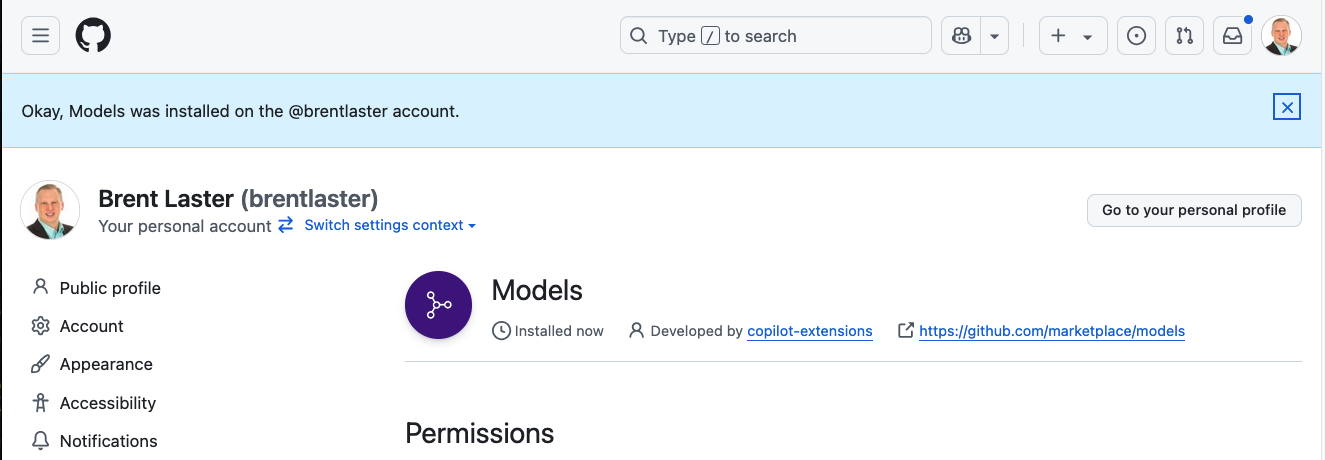 Type / to search
Okay, Models was installed on the @brentlaster account.
Brent Laster (brentlaster)
Your personal account Switch settings context
Go to your personal profile
Public profile
Account
Appearance
Accessibility
Notifications
Models
Installed now Developed by copilot-extensions https://github.com/marketplace/models
Permissions